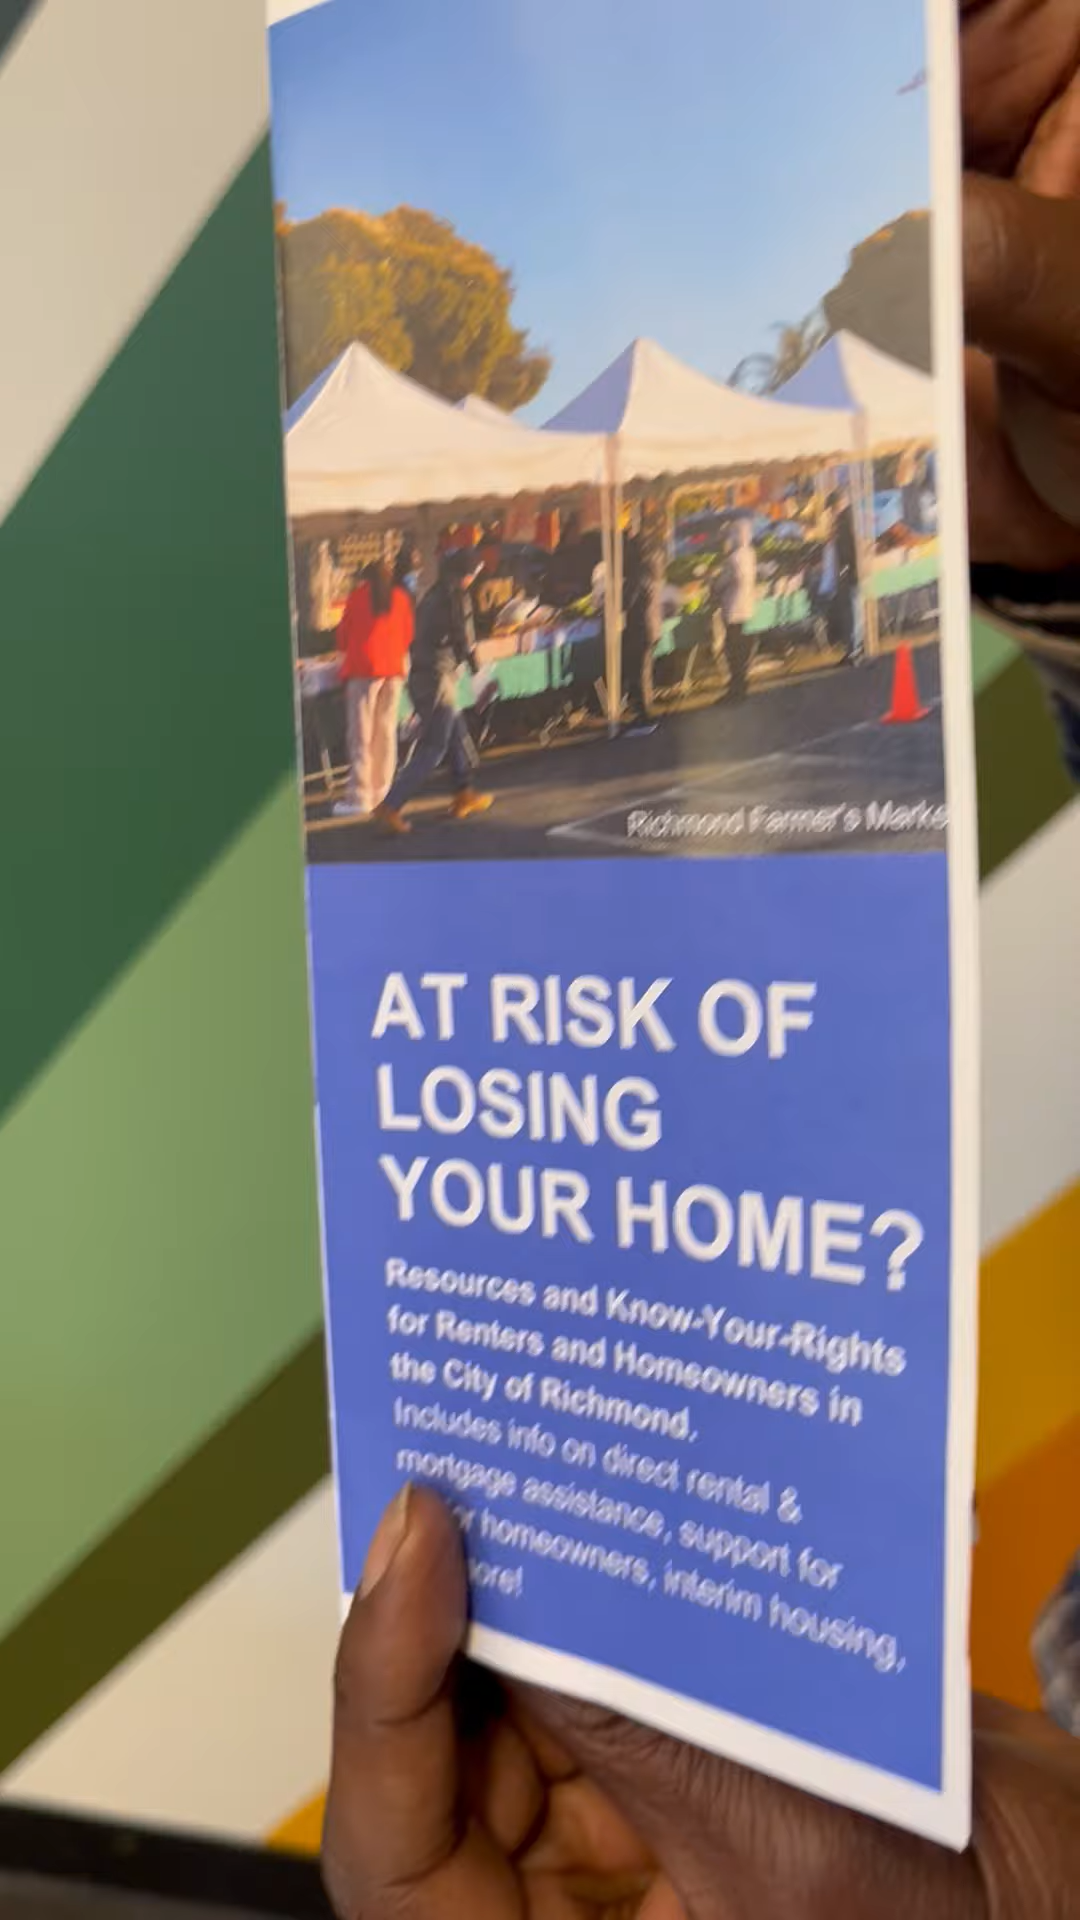 Richmond Farmer's Marke
AT RISK OF
LOSING
YOUR HOME?
Resources and Know-Your-Rights
for Renters and Homeowners in
the City of Richmond.
Includes info on direct rental &
mortgage assistance, support for
homeowners, interim housing,